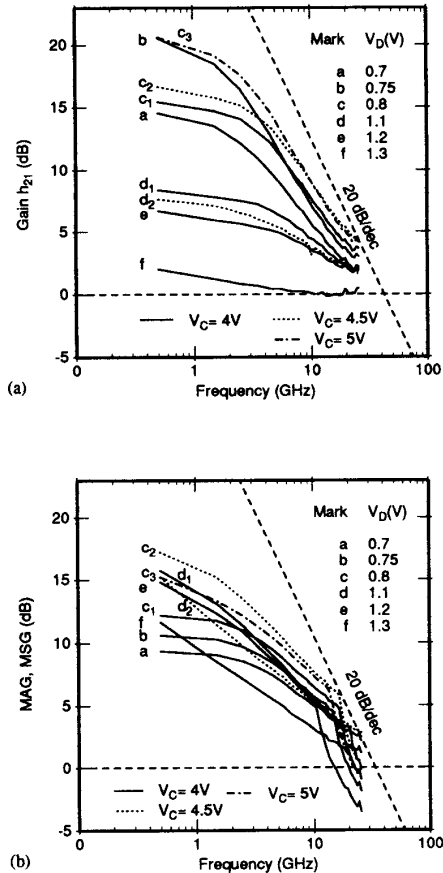 20
15
10
5
0
-5
Gain h21 (dB)
b
c3
c2
c1
a
d1
d2
e
f
Mark VD(V)
a 0.7
b 0.75
c 0.8
d 1.1
e 1.2
f 1.3
20 dB/dec
VC= 4V
VC= 4.5V
VC= 5V
0 1 10 100
Frequency (GHz)
(a)
20
15
10
5
0
-5
MAG, MSG (dB)
c2
c3
d1
e
d2
c1
f
b
a
Mark VD(V)
a 0.7
b 0.75
c 0.8
d 1.1
e 1.2
f 1.3
20 dB/dec
VC= 4V
VC= 5V
VC= 4.5V
0 1 10 100
Frequency (GHz)
(b)